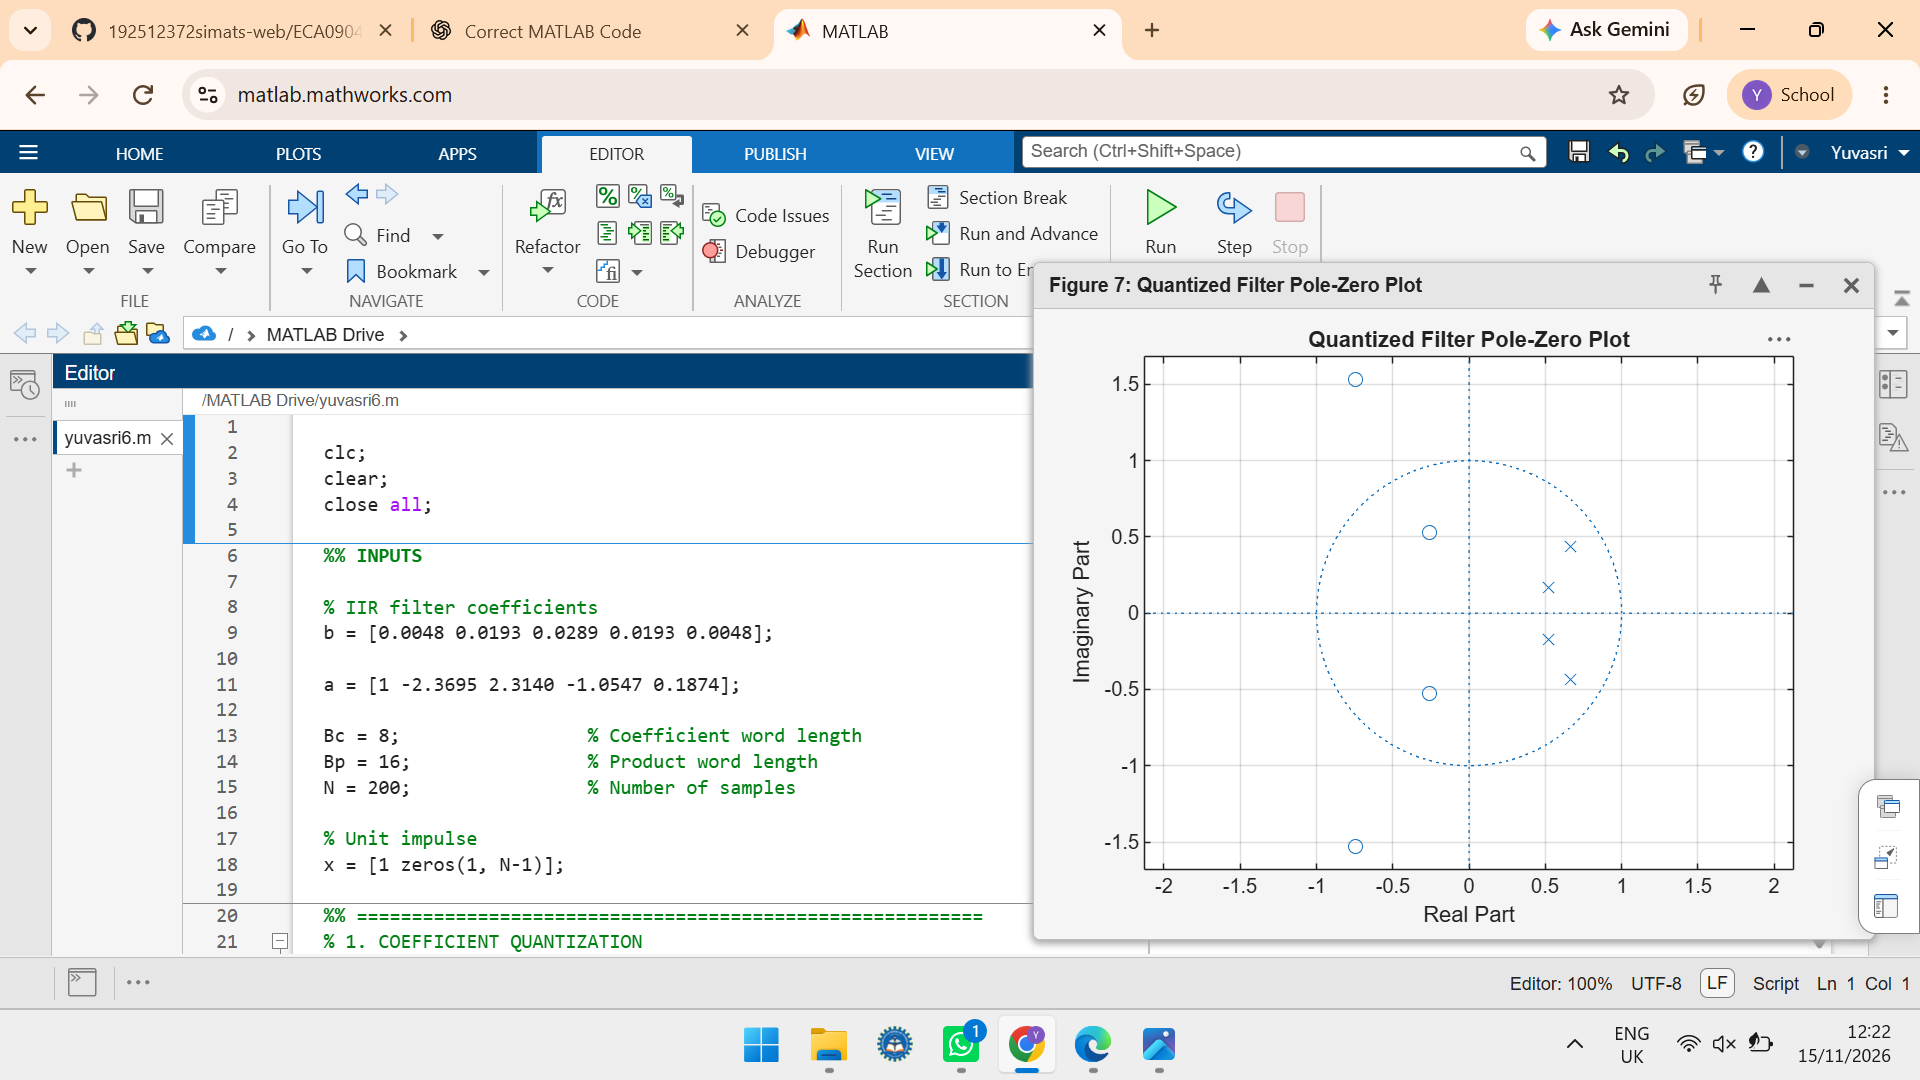 192512372simats-web/ECA0904
Correct MATLAB Code
MATLAB
Ask Gemini
matlab.mathworks.com
Y School
HOME PLOTS APPS EDITOR PUBLISH VIEW
Search (Ctrl+Shift+Space)
Yuvasri
New Open Save Compare
FILE
Go To Find Bookmark
NAVIGATE
Refactor
CODE
Code Issues
Debugger
ANALYZE
Run Section
Section Break
Run and Advance
Run to En
SECTION
Run Step Stop
/ MATLAB Drive
Editor
/MATLAB Drive/yuvasri6.m
yuvasri6.m
1
2 clc;
3 clear;
4 close all;
5
6 %% INPUTS
7
8 % IIR filter coefficients
9 b = [0.0048 0.0193 0.0289 0.0193 0.0048];
10
11 a = [1 -2.3695 2.3140 -1.0547 0.1874];
12
13 Bc = 8; % Coefficient word length
14 Bp = 16; % Product word length
15 N = 200; % Number of samples
16
17 % Unit impulse
18 x = [1 zeros(1, N-1)];
19
20 %% =========================================================
21 % 1. COEFFICIENT QUANTIZATION
Figure 7: Quantized Filter Pole-Zero Plot
Quantized Filter Pole-Zero Plot
1.5
1
0.5
0
-0.5
-1
-1.5
Imaginary Part
-2 -1.5 -1 -0.5 0 0.5 1 1.5 2
Real Part
Editor: 100% UTF-8 LF Script Ln 1 Col 1
1
ENG
UK
12:22
15/11/2026